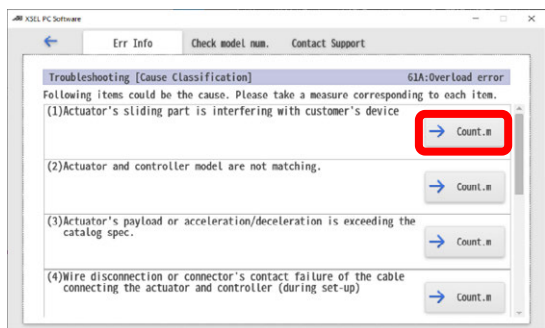 XSEL PC Software
Err Info Check model num. Contact Support
Troubleshooting [Cause Classification] 61A:Overload error
Following items could be the cause. Please take a measure corresponding to each item.
(1)Actuator's sliding part is interfering with customer's device
Count.m
(2)Actuator and controller model are not matching.
Count.m
(3)Actuator's payload or acceleration/deceleration is exceeding the
catalog spec.
Count.m
(4)Wire disconnection or connector's contact failure of the cable
connecting the actuator and controller (during set-up)
Count.m